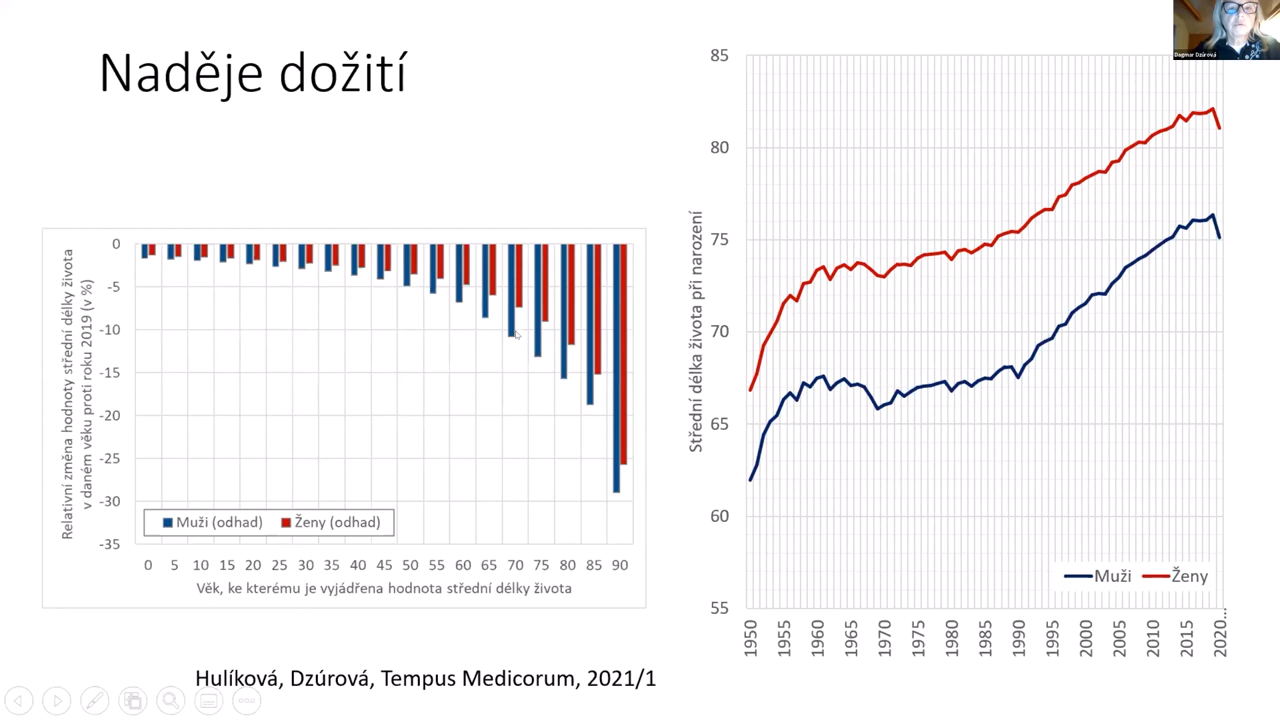 Naděje dožití
Dagmar Dzúrová
Relativní změna hodnoty střední délky života
v daném věku proti roku 2019 (v %)
0
-5
-10
-15
-20
-25
-30
-35
Muži (odhad) Ženy (odhad)
0 5 10 15 20 25 30 35 40 45 50 55 60 65 70 75 80 85 90
Věk, ke kterému je vyjádřena hodnota střední délky života
Střední délka života při narození
85
80
75
70
65
60
55
Muži Ženy
1950 1955 1960 1965 1970 1975 1980 1985 1990 1995 2000 2005 2010 2015 2020...
Hulíková, Dzúrová, Tempus Medicorum, 2021/1